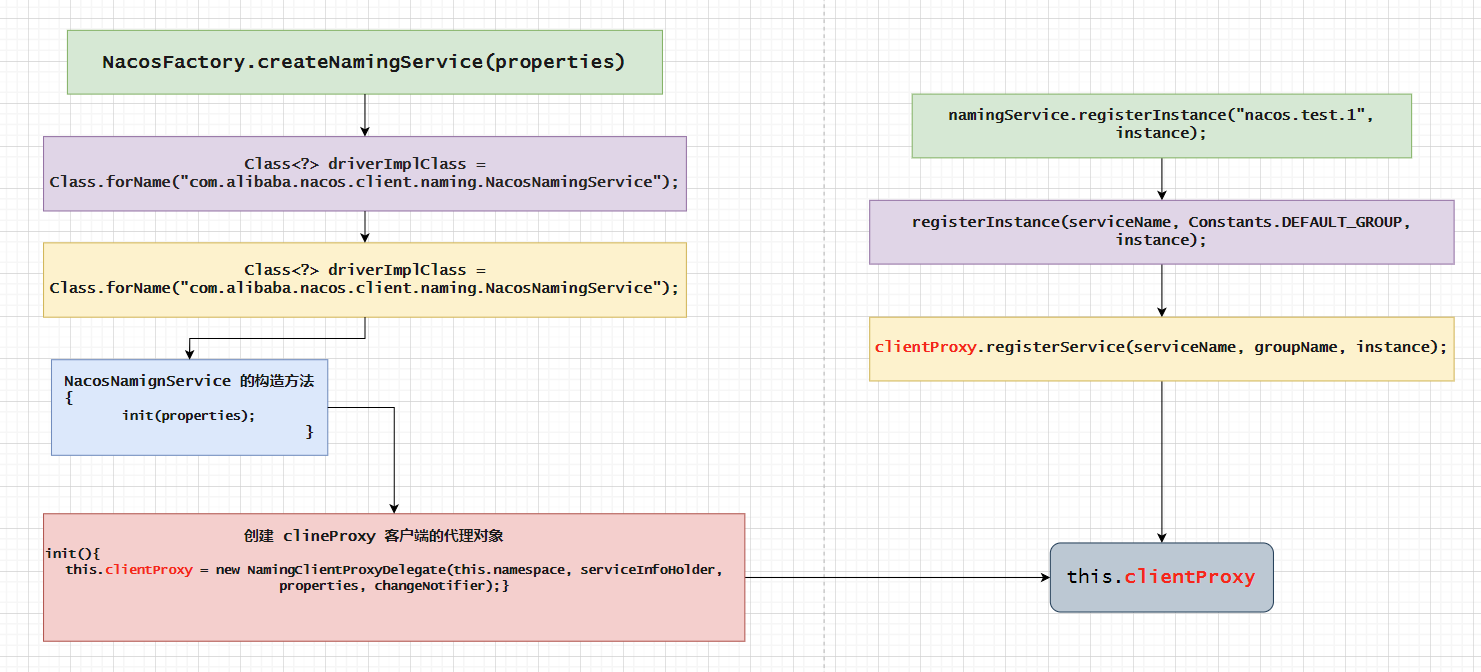 NacosFactory.createNamingService(properties)
Class<?> driverImplClass =
Class.forName("com.alibaba.nacos.client.naming.NacosNamingService");
Class<?> driverImplClass =
Class.forName("com.alibaba.nacos.client.naming.NacosNamingService");
NacosNamignService 的构造方法
{
init(properties);
}
创建 clineProxy 客户端的代理对象
init(){
this.clientProxy = new NamingClientProxyDelegate(this.namespace, serviceInfoHolder,
properties, changeNotifier);}
namingService.registerInstance("nacos.test.1",
instance);
registerInstance(serviceName, Constants.DEFAULT_GROUP,
instance);
clientProxy.registerService(serviceName, groupName, instance);
this.clientProxy